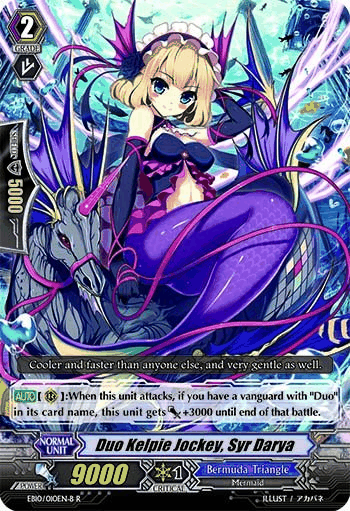 2
GRADE
SHIELD
5000
Cooler and faster than anyone else, and very gentle as well.
AUTO [ ]:When this unit attacks, if you have a vanguard with "Duo"
in its card name, this unit gets +3000 until end of that battle.
NORMAL
UNIT
Duo Kelpie Jockey, Syr Darya
POWER
9000
1
CRITICAL
Bermuda Triangle
Mermaid
EB10/010EN-B R
ILLUST / アカバネ